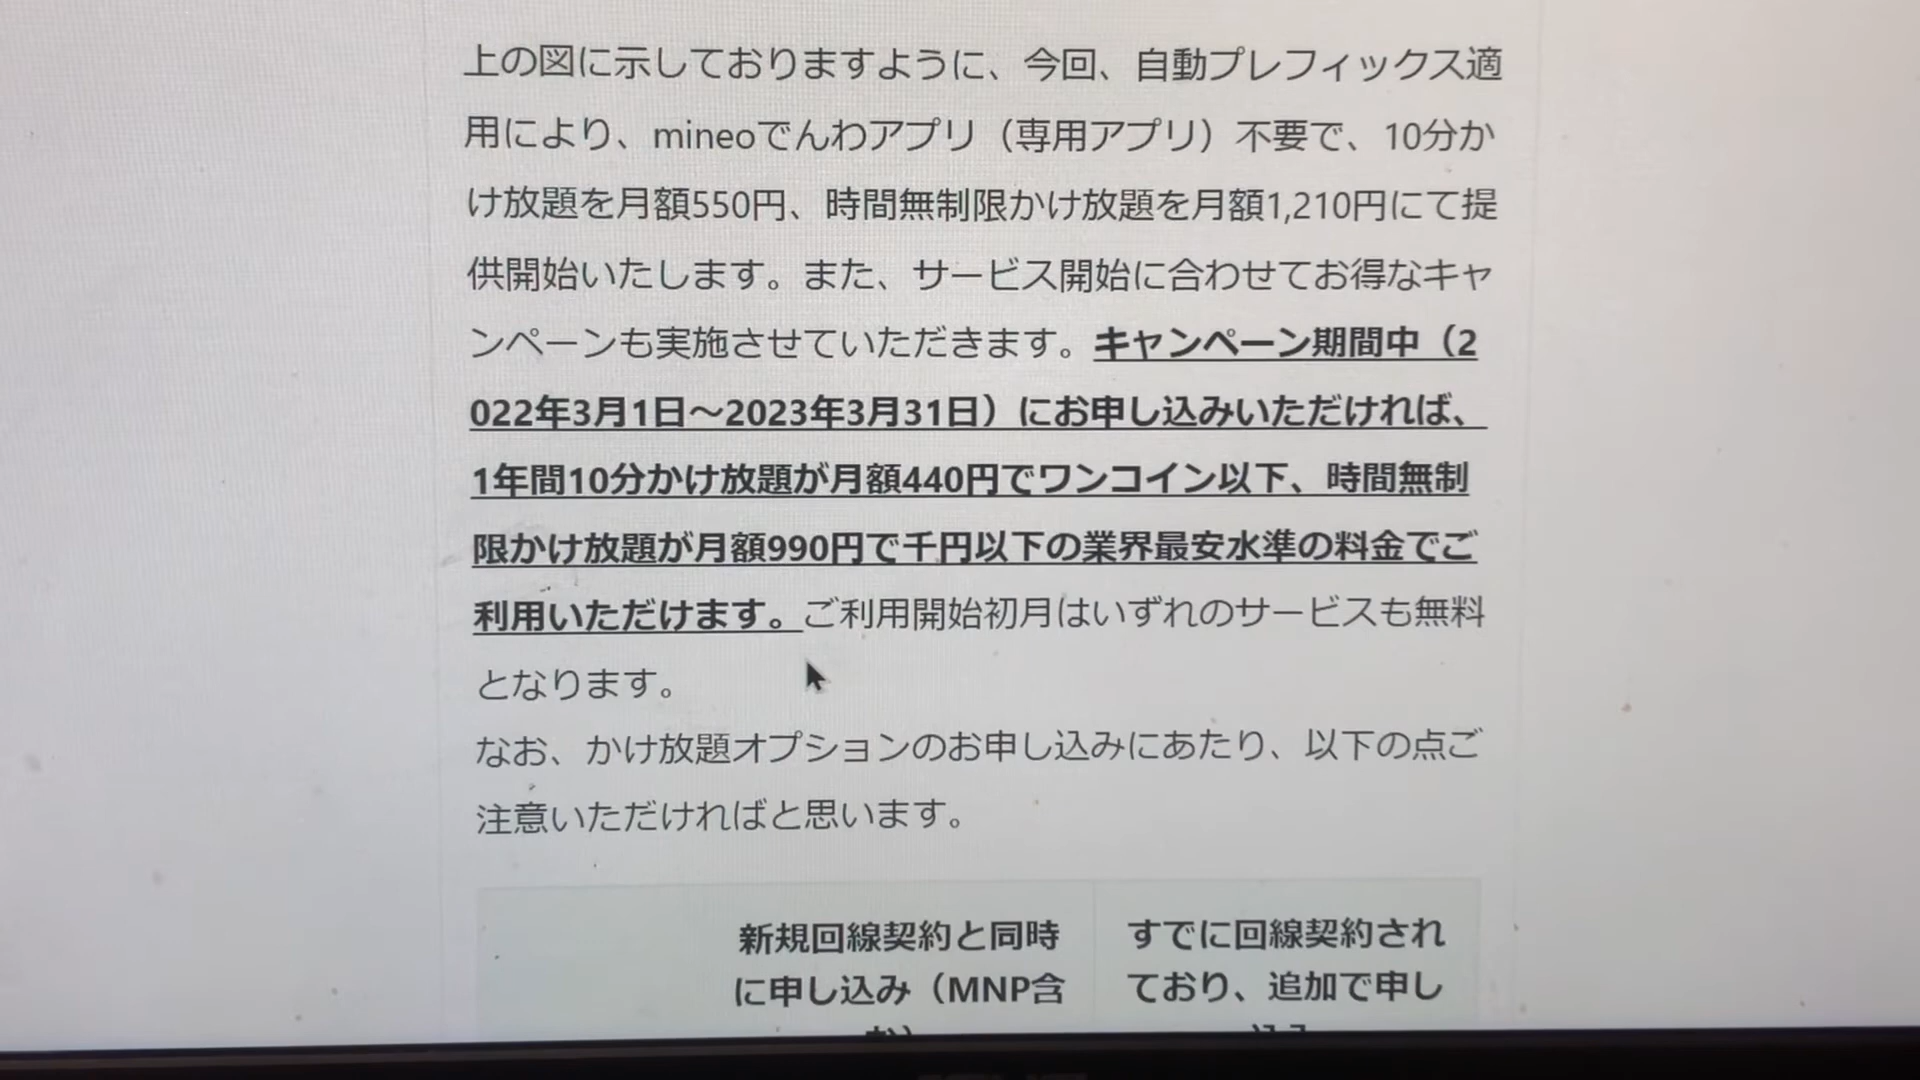 上の図に示しておりますように、今回、自動プレフィックス適
用により、mineoでんわアプリ（専用アプリ）不要で、10分か
け放題を月額550円、時間無制限かけ放題を月額1,210円にて提
供開始いたします。また、サービス開始に合わせてお得なキャ
ンペーンも実施させていただきます。キャンペーン期間中（2
022年3月1日～2023年3月31日）にお申し込みいただければ、
1年間10分かけ放題が月額440円でワンコイン以下、時間無制
限かけ放題が月額990円で千円以下の業界最安水準の料金でご
利用いただけます。ご利用開始初月はいずれのサービスも無料
となります。
なお、かけ放題オプションのお申し込みにあたり、以下の点ご
注意いただければと思います。
新規回線契約と同時
に申し込み（MNP含
すでに回線契約され
ており、追加で申し